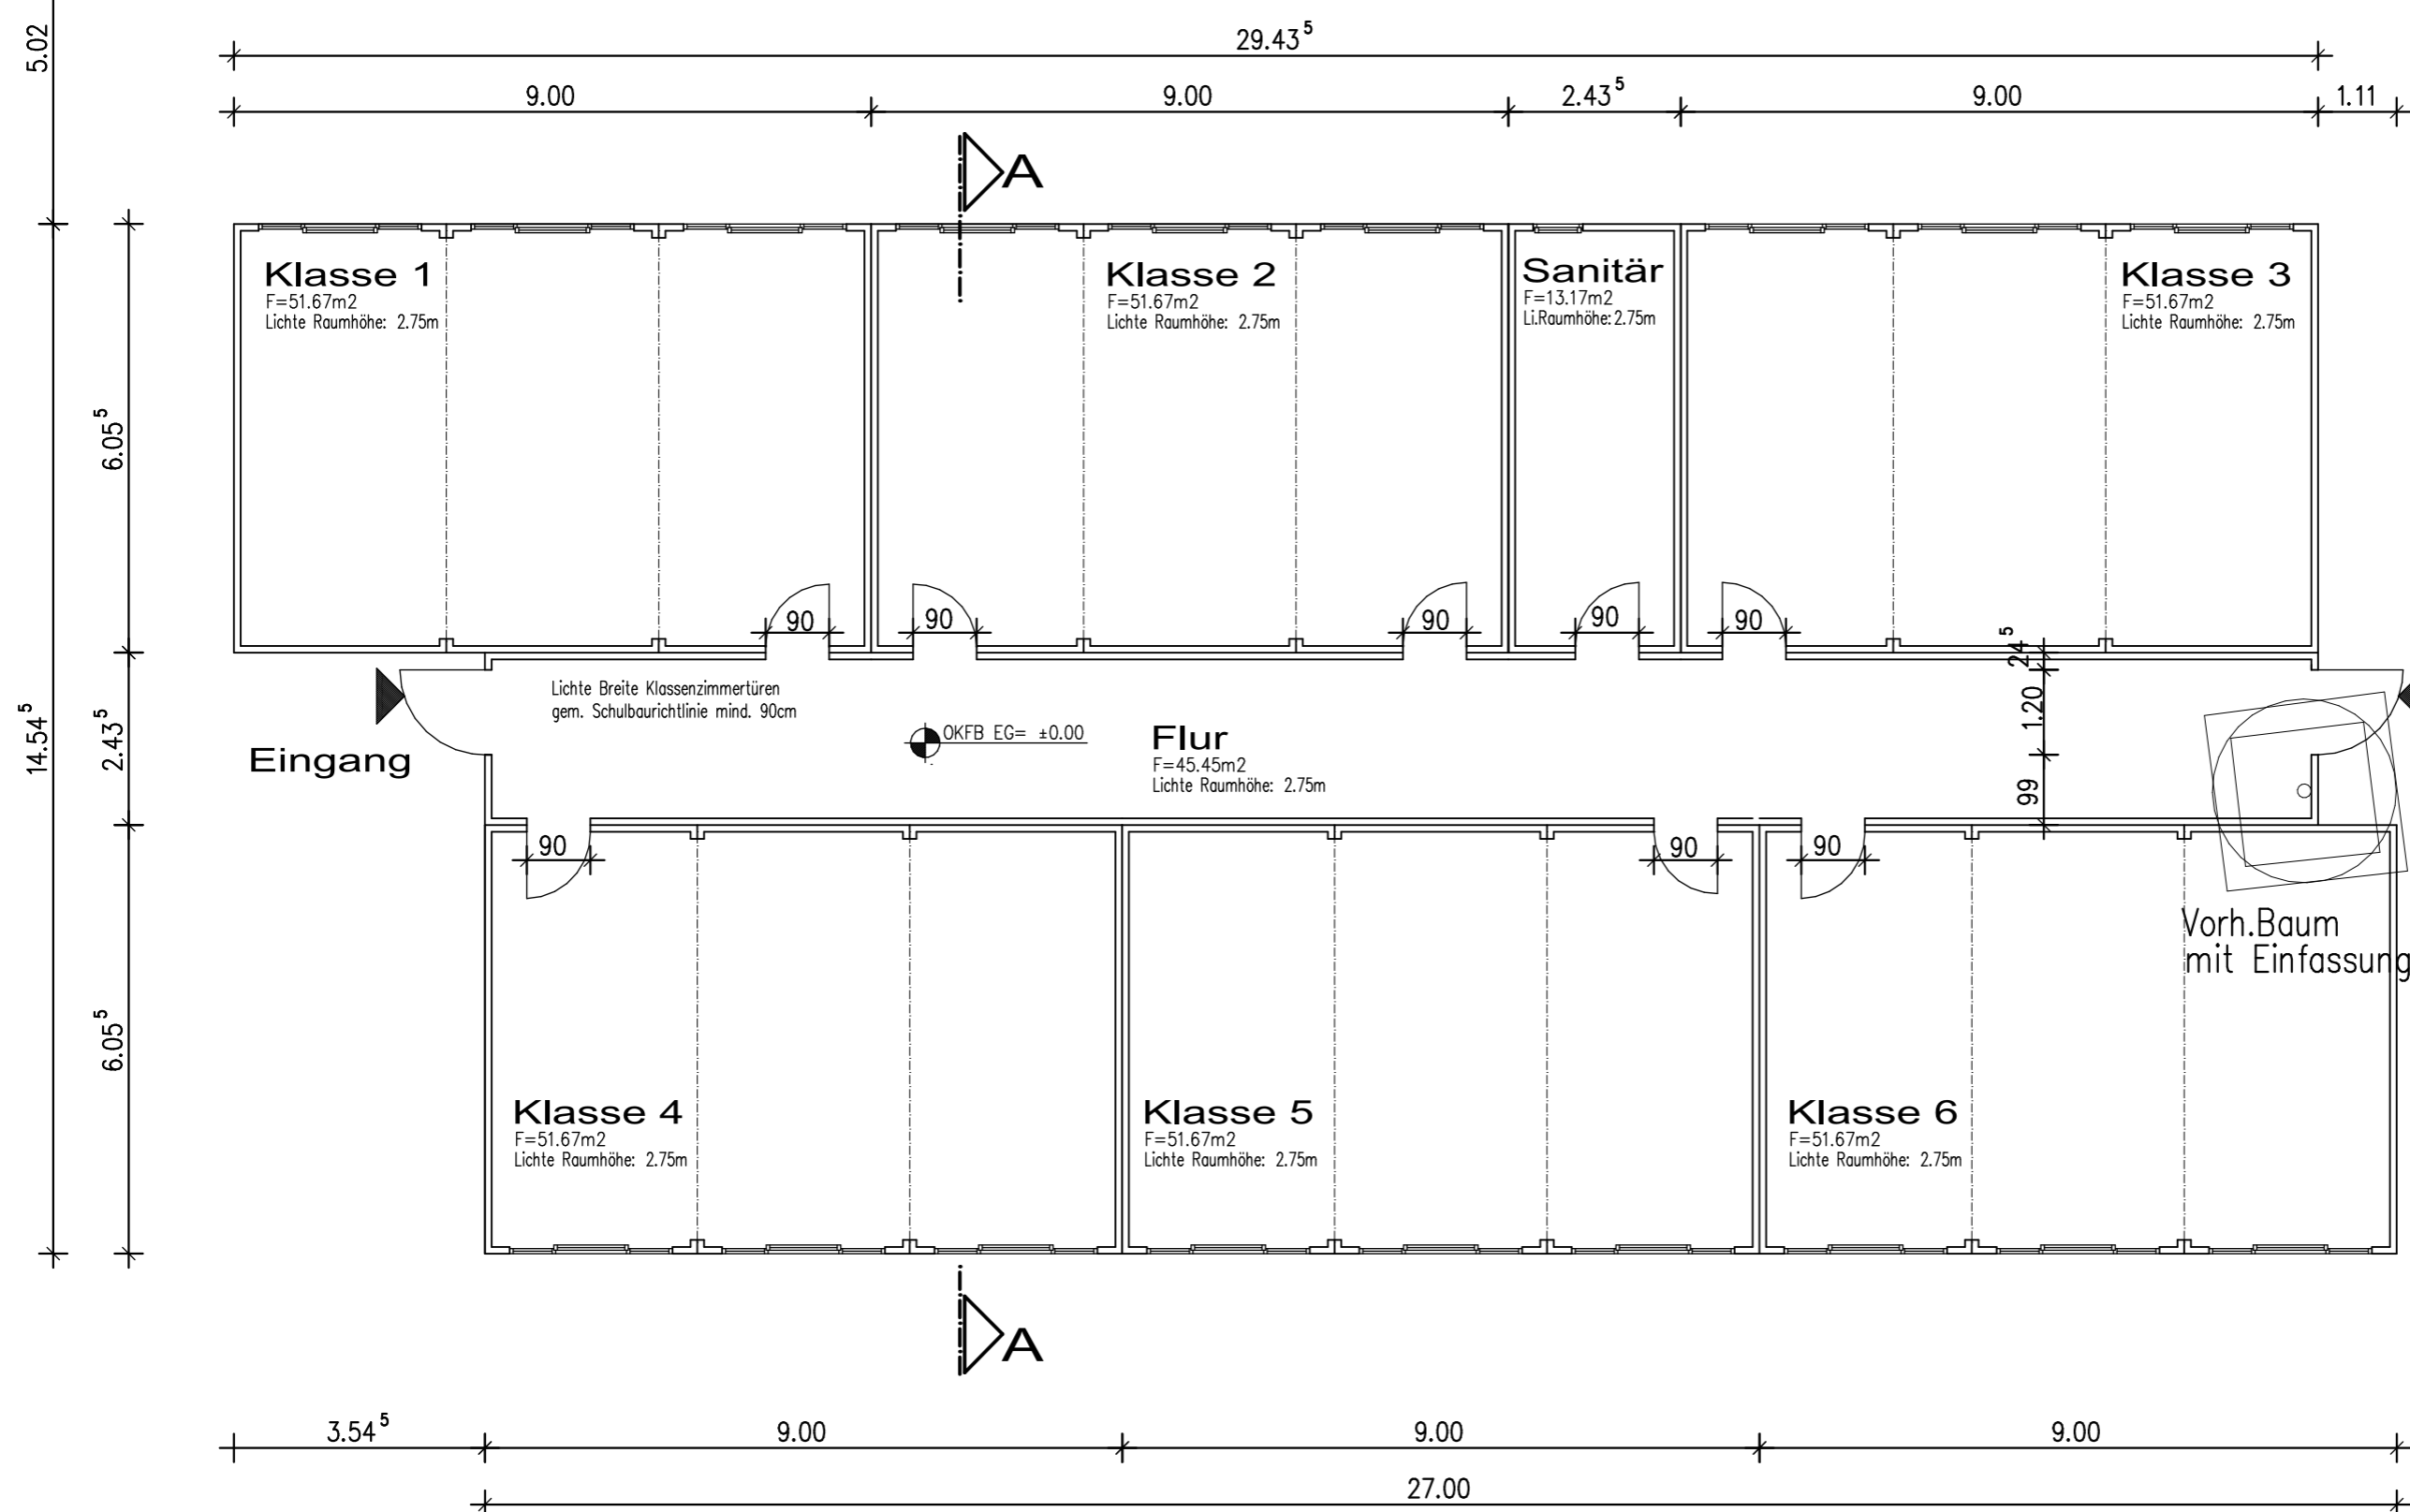 5.02
29.43⁵
9.00
9.00
2.43⁵
9.00
1.11
A
Klasse 1
F=51.67m2
Lichte Raumhöhe: 2.75m
Klasse 2
F=51.67m2
Lichte Raumhöhe: 2.75m
Sanitär
F=13.17m2
Li.Raumhöhe: 2.75m
Klasse 3
F=51.67m2
Lichte Raumhöhe: 2.75m
6.05⁵
90
90
90
90
90
24⁵
Lichte Breite Klassenzimmertüren
gem. Schulbaurichtlinie mind. 90cm
1.20
14.54⁵
2.43⁵
Eingang
OKFB EG= ±0.00
Flur
F=45.45m2
Lichte Raumhöhe: 2.75m
99
90
90
90
Vorh.Baum
mit Einfassung
6.05⁵
Klasse 4
F=51.67m2
Lichte Raumhöhe: 2.75m
Klasse 5
F=51.67m2
Lichte Raumhöhe: 2.75m
Klasse 6
F=51.67m2
Lichte Raumhöhe: 2.75m
A
3.54⁵
9.00
9.00
9.00
27.00